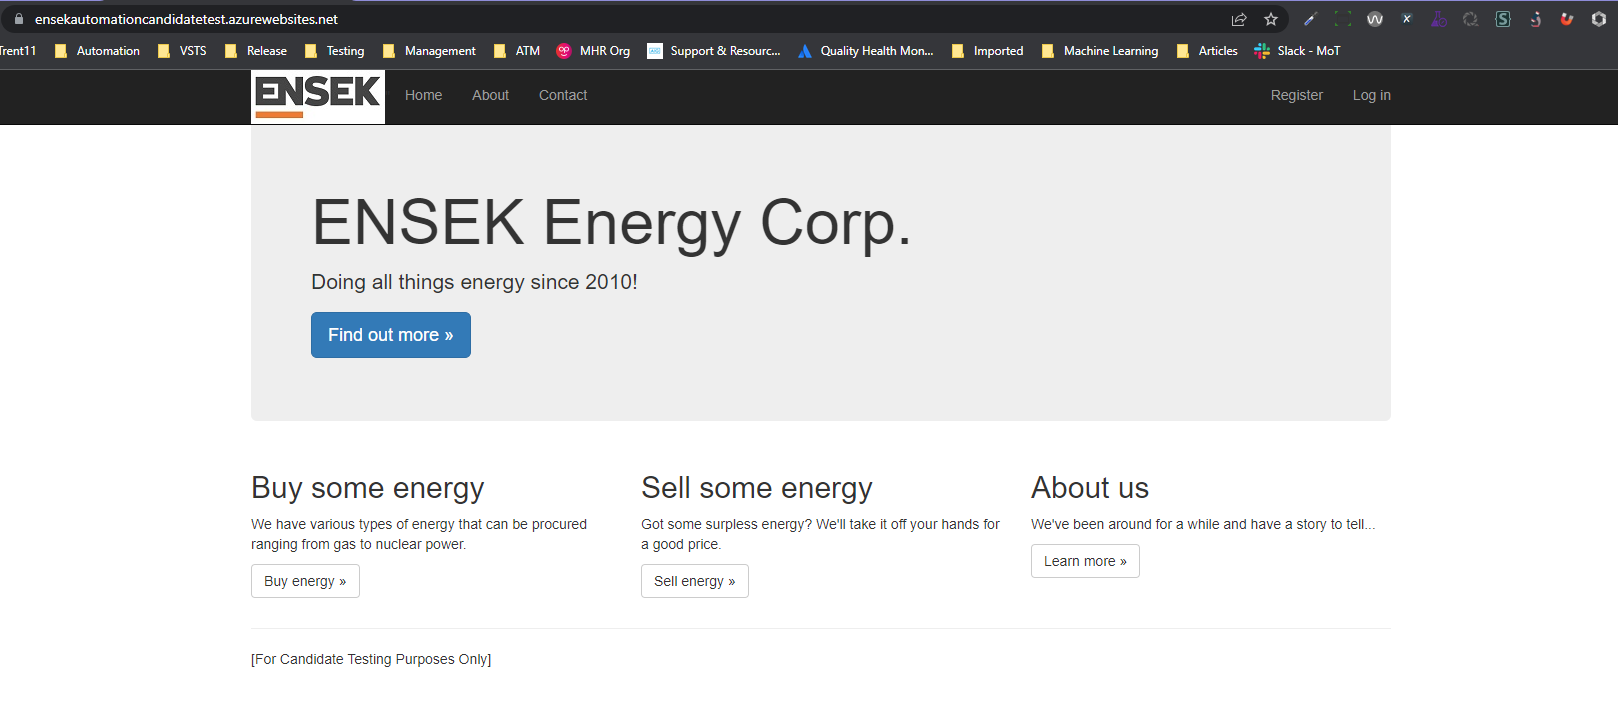 ensekautomationcandidatetest.azurewebsites.net
Trent11 Automation VSTS Release Testing Management ATM MHR Org Support & Resourc... Quality Health Mon... Imported Machine Learning Articles Slack - MoT
ENSEK Home About Contact Register Log in
ENSEK Energy Corp.
Doing all things energy since 2010!
Find out more »
Buy some energy
We have various types of energy that can be procured
ranging from gas to nuclear power.
Buy energy »
Sell some energy
Got some surpless energy? We'll take it off your hands for
a good price.
Sell energy »
About us
We've been around for a while and have a story to tell...
Learn more »
[For Candidate Testing Purposes Only]